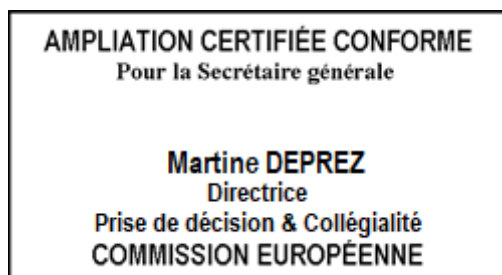 AMPLIATION CERTIFIÉE CONFORME
Pour la Secrétaire générale
Martine DEPREZ
Directrice
Prise de décision & Collégialité
COMMISSION EUROPÉENNE